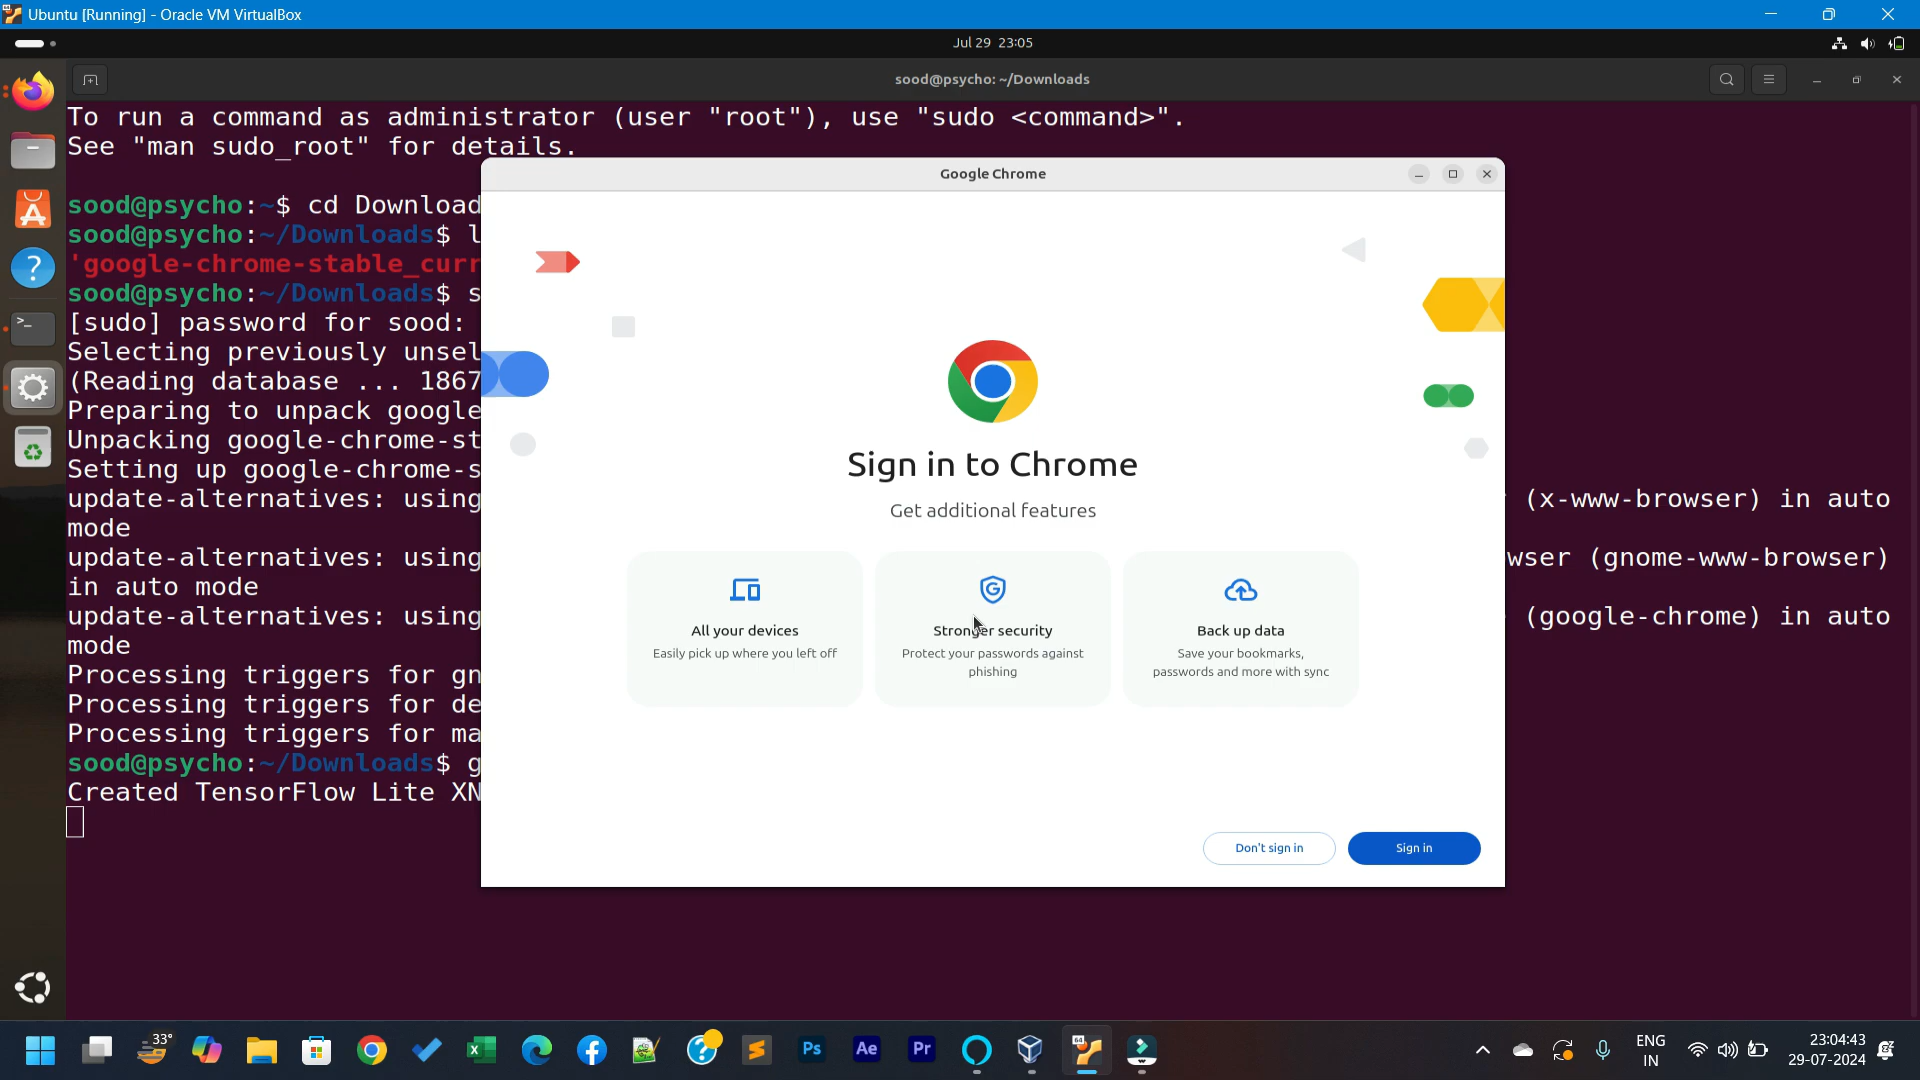 Ubuntu [Running] - Oracle VM VirtualBox
Jul 29 23:05
sood@psycho: ~/Downloads
To run a command as administrator (user "root"), use "sudo <command>".
See "man sudo_root" for details.
Google Chrome
sood@psycho:~$ cd Download
sood@psycho:~/Downloads$ l
'google-chrome-stable_curr
sood@psycho:~/Downloads$ s
[sudo] password for sood:
Selecting previously unsel
(Reading database ... 1867
Preparing to unpack google
Unpacking google-chrome-st
Setting up google-chrome-s
update-alternatives: using
(x-www-browser) in auto
mode
update-alternatives: using
wser (gnome-www-browser)
in auto mode
update-alternatives: using
(google-chrome) in auto
mode
Processing triggers for gn
Processing triggers for de
Processing triggers for ma
sood@psycho:~/Downloads$ g
Created TensorFlow Lite XN
Sign in to Chrome
Get additional features
All your devices
Easily pick up where you left off
Stronger security
Protect your passwords against
phishing
Back up data
Save your bookmarks,
passwords and more with sync
Don't sign in
Sign in
33°
Ps
Ae
Pr
64
ENG
IN
23:04:43
29-07-2024